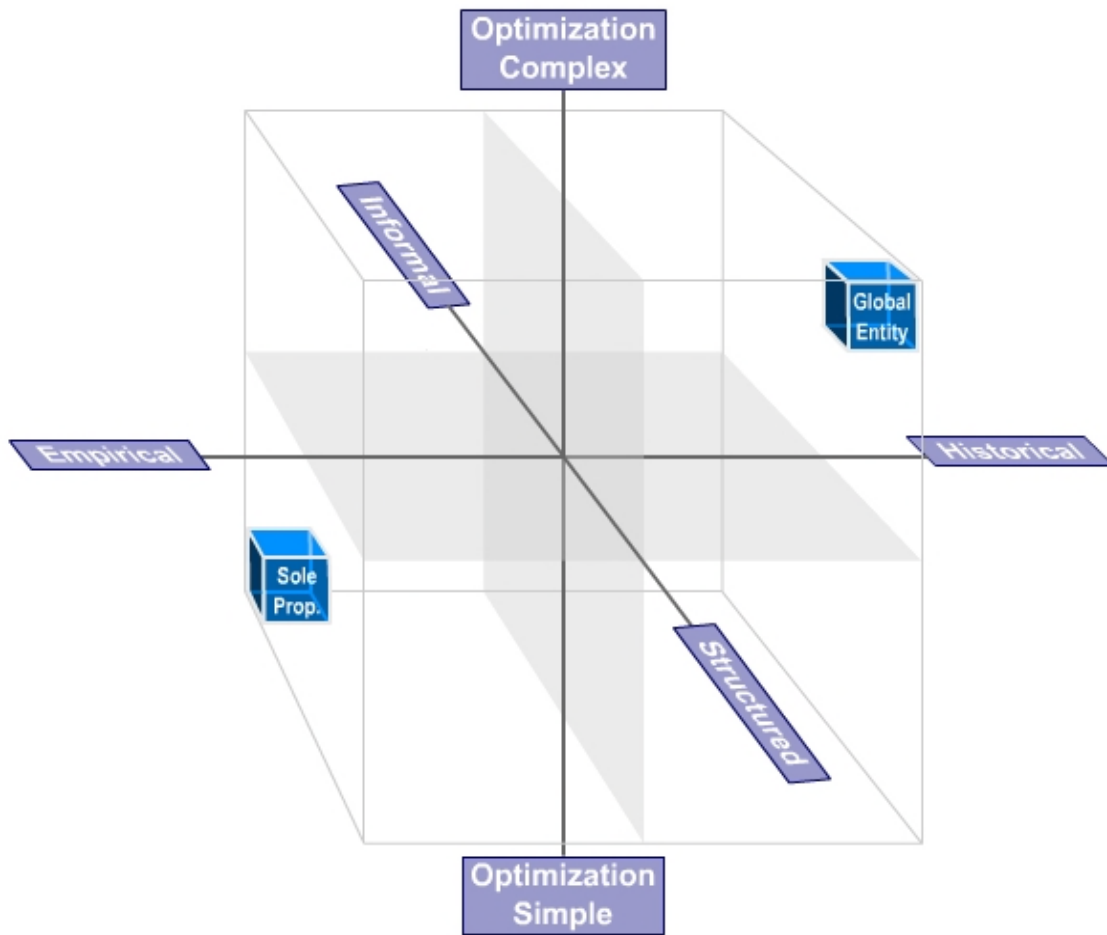 Optimization
Complex
Informal
Global
Entity
Empirical
Historical
Sole
Prop.
Structured
Optimization
Simple